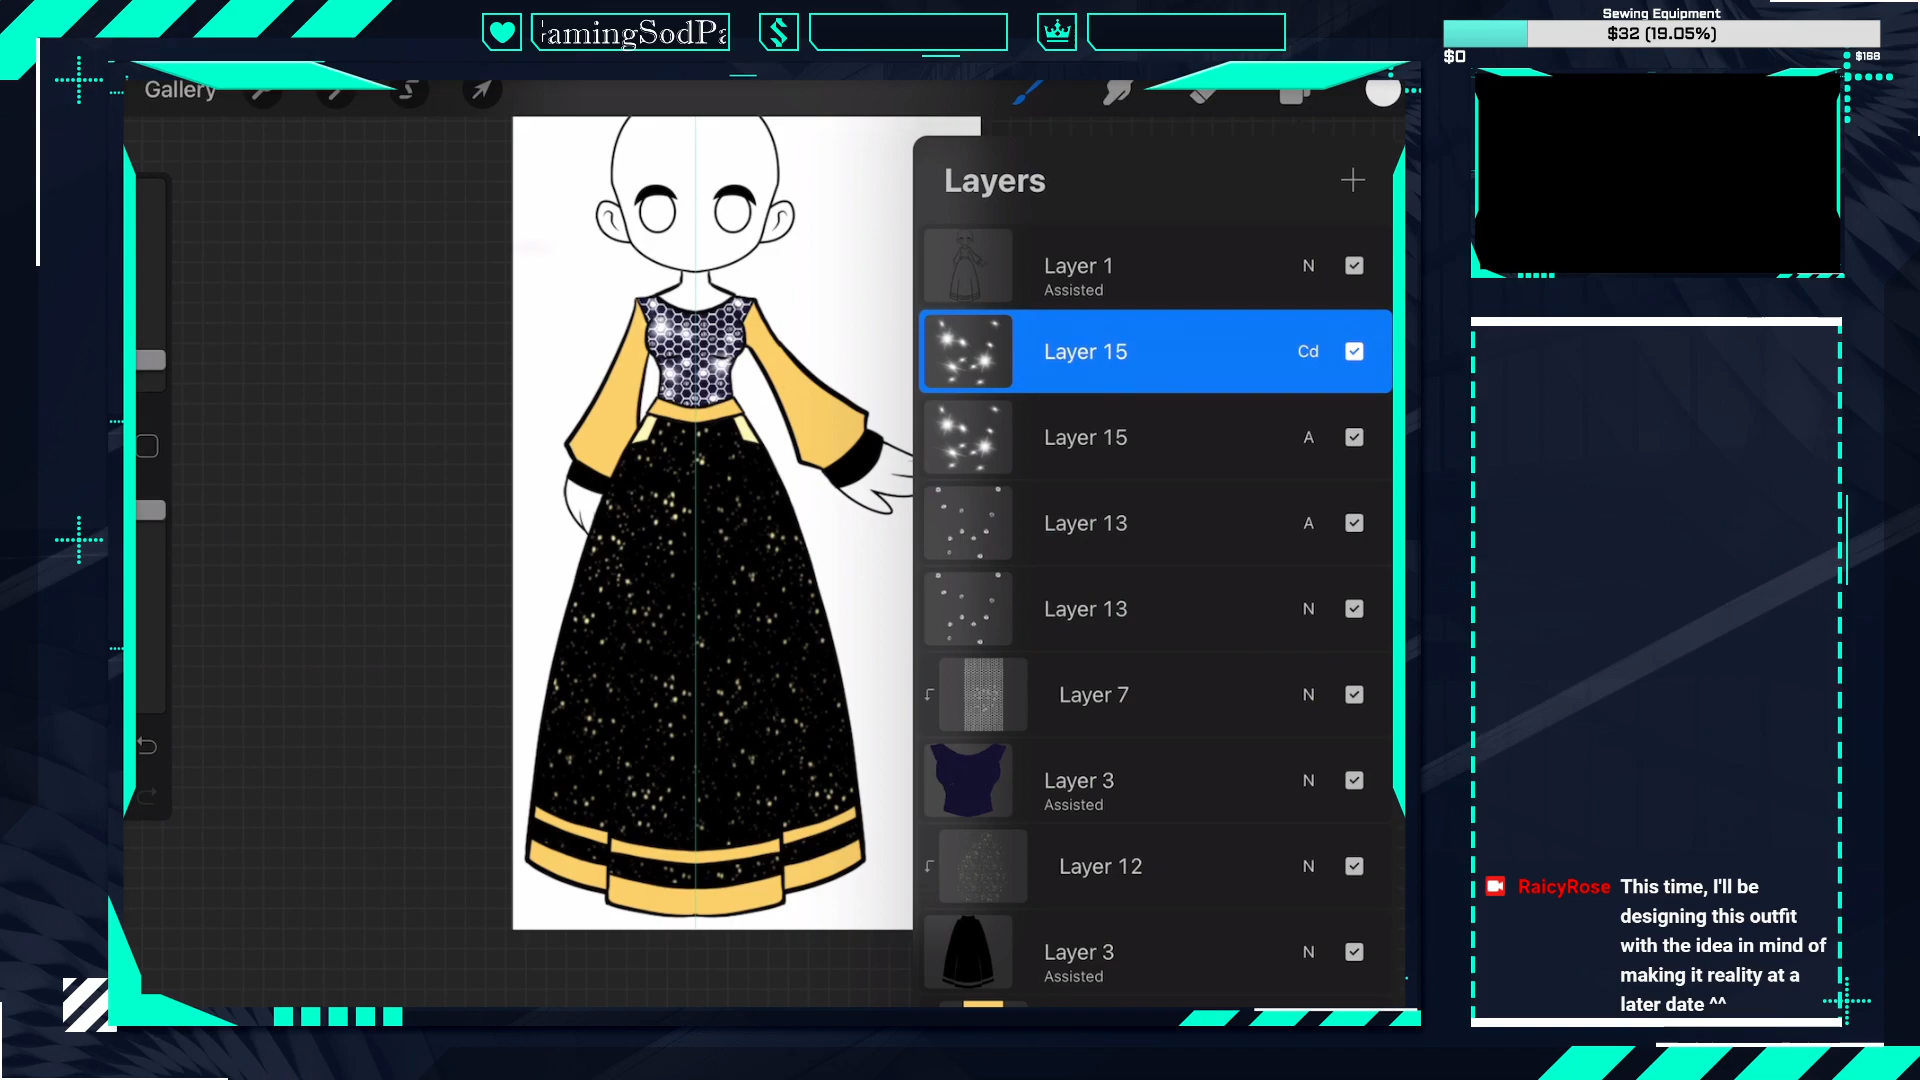 Sewing Equipment
$32 (19.05%)
$0
$168
Gallery
Layers
Layer 1
N
Assisted
Layer 15
Cd
Layer 15
A
Layer 13
A
Layer 13
N
Layer 7
N
Layer 3
N
Assisted
Layer 12
N
Layer 3
N
Assisted
RaicyRose This time, I'll be
designing this outfit
with the idea in mind of
making it reality at a
later date ^^